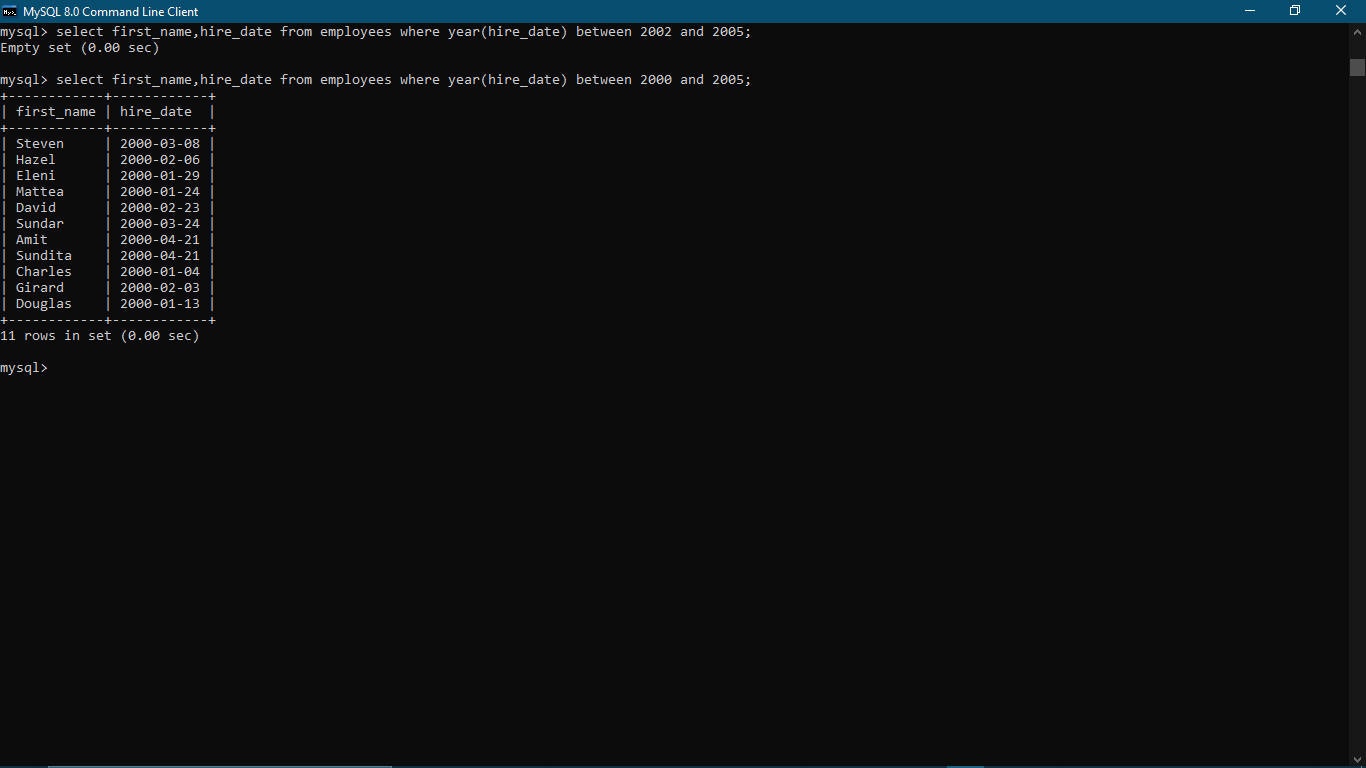 MySQL 8.0 Command Line Client
mysql> select first_name,hire_date from employees where year(hire_date) between 2002 and 2005;
Empty set (0.00 sec)
mysql> select first_name,hire_date from employees where year(hire_date) between 2000 and 2005;
+------------+------------+
| first_name | hire_date  |
+------------+------------+
| Steven     | 2000-03-08 |
| Hazel      | 2000-02-06 |
| Eleni      | 2000-01-29 |
| Mattea     | 2000-01-24 |
| David      | 2000-02-23 |
| Sundar     | 2000-03-24 |
| Amit       | 2000-04-21 |
| Sundita    | 2000-04-21 |
| Charles    | 2000-01-04 |
| Girard     | 2000-02-03 |
| Douglas    | 2000-01-13 |
+------------+------------+
11 rows in set (0.00 sec)
mysql>